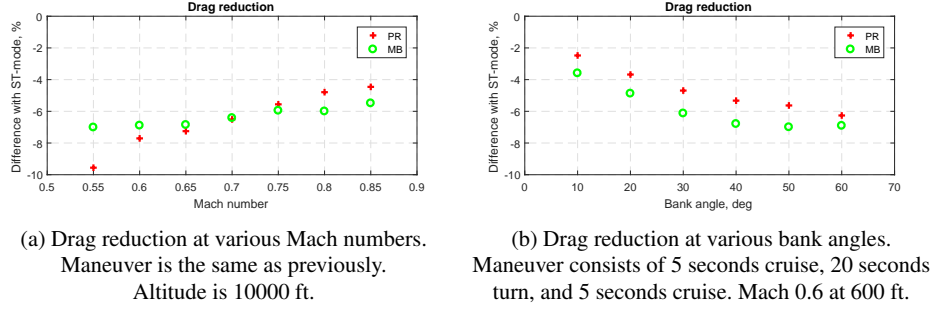 Drag reduction
0
-2
-4
-6
-8
-10
Difference with ST-mode, %
PR
MB
0.5 0.55 0.6 0.65 0.7 0.75 0.8 0.85 0.9
Mach number
(a) Drag reduction at various Mach numbers.
Maneuver is the same as previously.
Altitude is 10000 ft.
Drag reduction
0
-2
-4
-6
-8
-10
Difference with ST-mode, %
PR
MB
0 10 20 30 40 50 60 70
Bank angle, deg
(b) Drag reduction at various bank angles.
Maneuver consists of 5 seconds cruise, 20 seconds
turn, and 5 seconds cruise. Mach 0.6 at 600 ft.